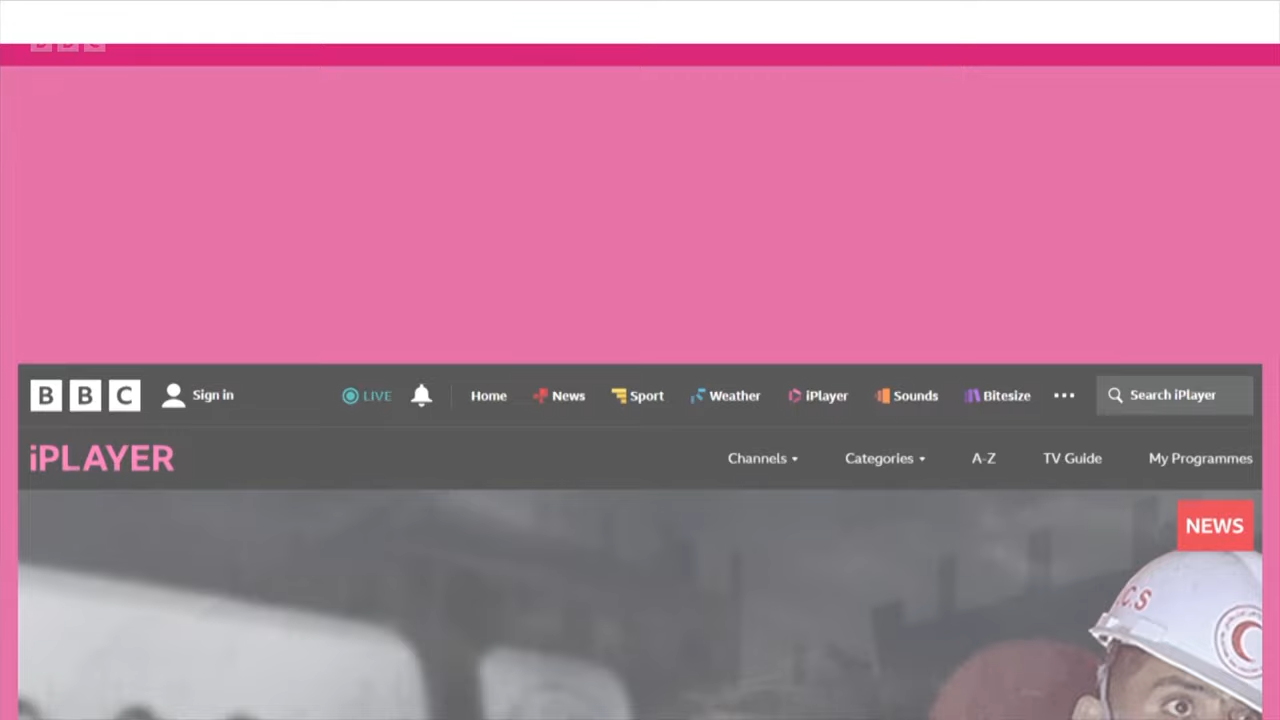 BBC
BBC Sign in LIVE Home News Sport Weather iPlayer Sounds Bitesize ••• Search iPlayer
iPLAYER Channels Categories A-Z TV Guide My Programmes
NEWS
C.S